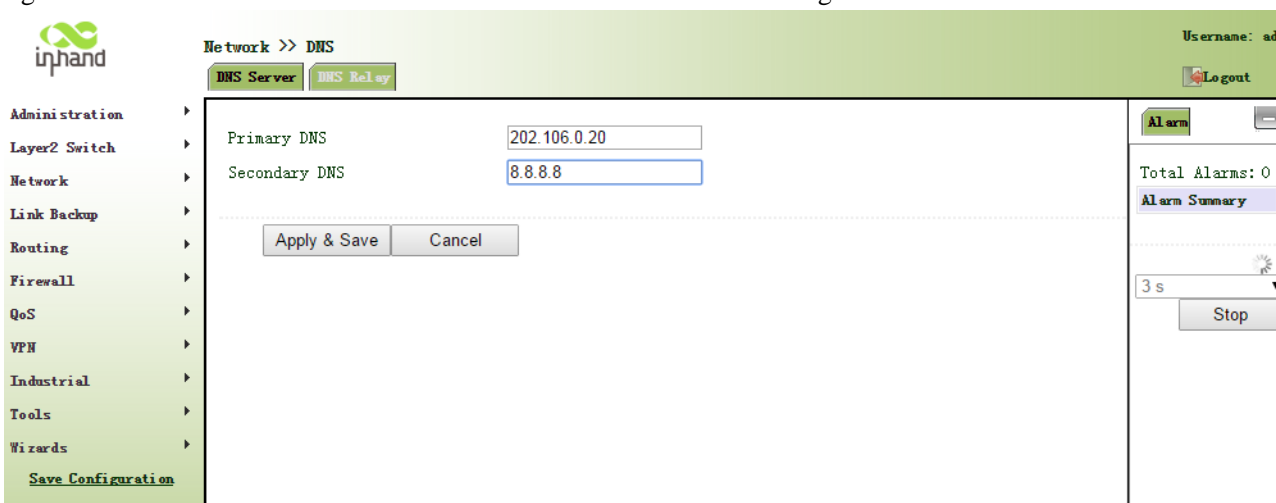 inhand
Network >> DNS
Username: ad
DNS Server
DNS Relay
Logout
Administration
Layer2 Switch
Network
Link Backup
Routing
Firewall
QoS
VPN
Industrial
Tools
Wizards
Save Configuration
Primary DNS
202.106.0.20
Secondary DNS
8.8.8.8
Apply & Save
Cancel
Alarm
Total Alarms: 0
Alarm Summary
3 s
Stop